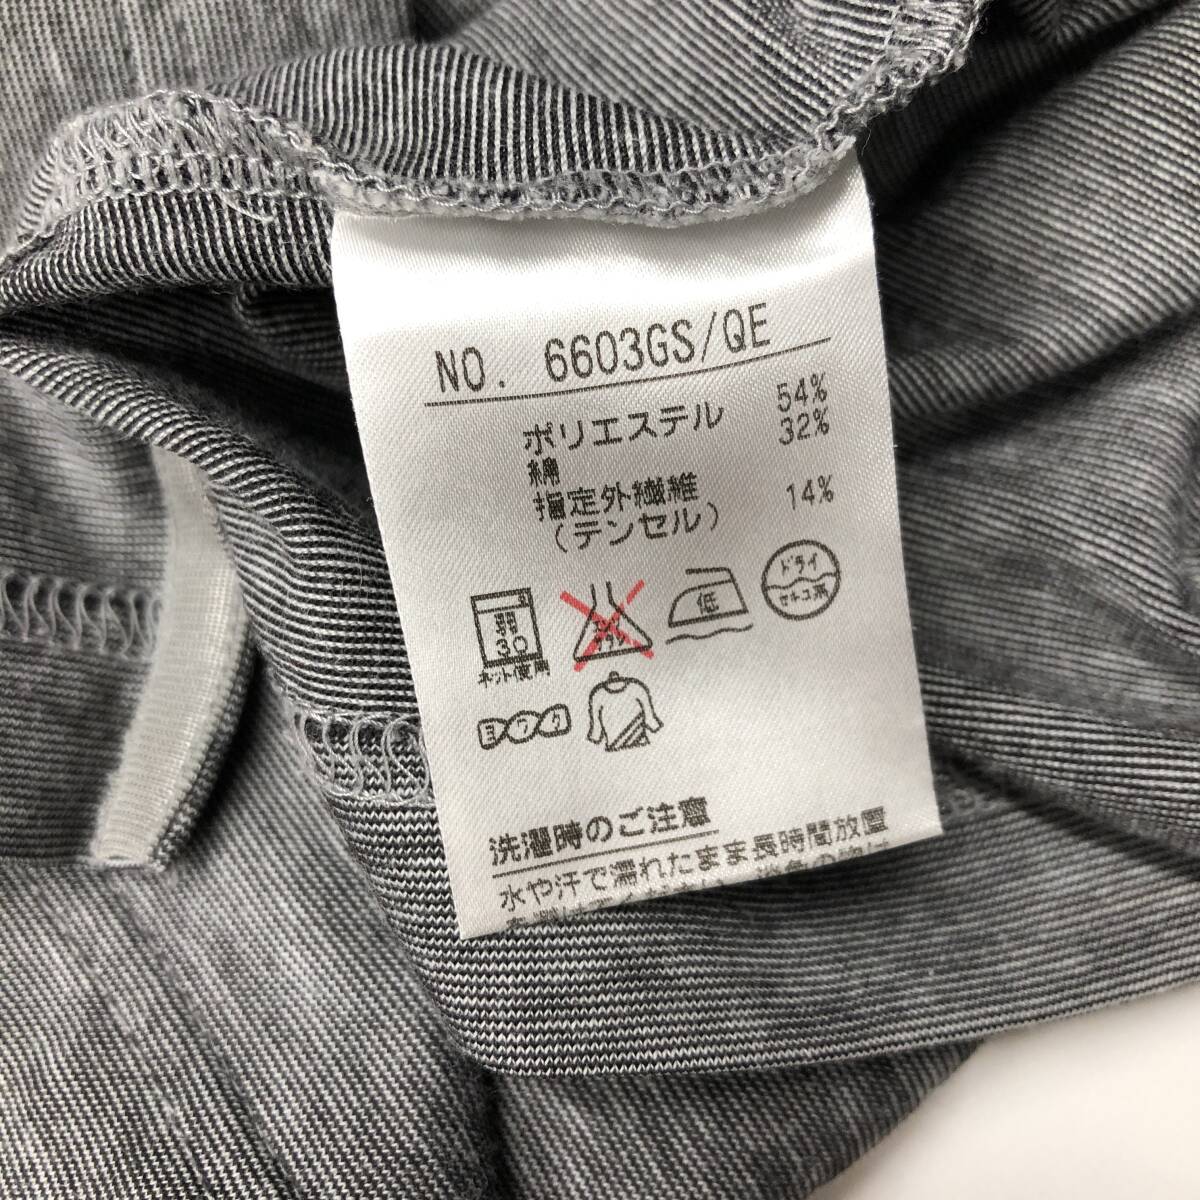 NO. 6603GS/QE
ポリエステル 54%
綿 32%
指定外繊維 14%
(テンセル)
30
ネット使用
低
ドライ
セキユ系
ヨワク
洗濯時のご注意
水や汗で濡れたまま長時間放置